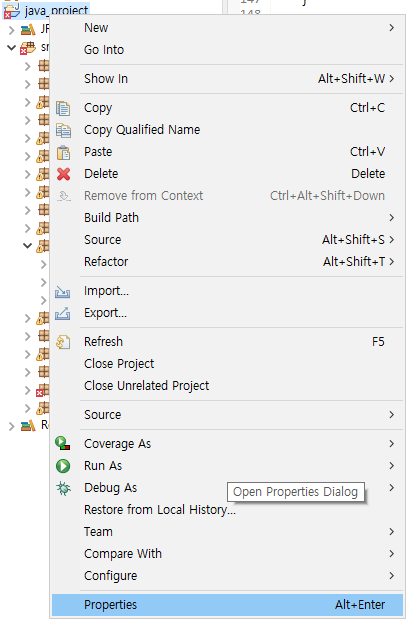 java_project
147
148
New
Go Into
Show In Alt+Shift+W
Copy Ctrl+C
Copy Qualified Name
Paste Ctrl+V
Delete Delete
Remove from Context Ctrl+Alt+Shift+Down
Build Path
Source Alt+Shift+S
Refactor Alt+Shift+T
Import...
Export...
Refresh F5
Close Project
Close Unrelated Project
Source
Coverage As
Run As
Debug As
Open Properties Dialog
Restore from Local History...
Team
Compare With
Configure
Properties Alt+Enter